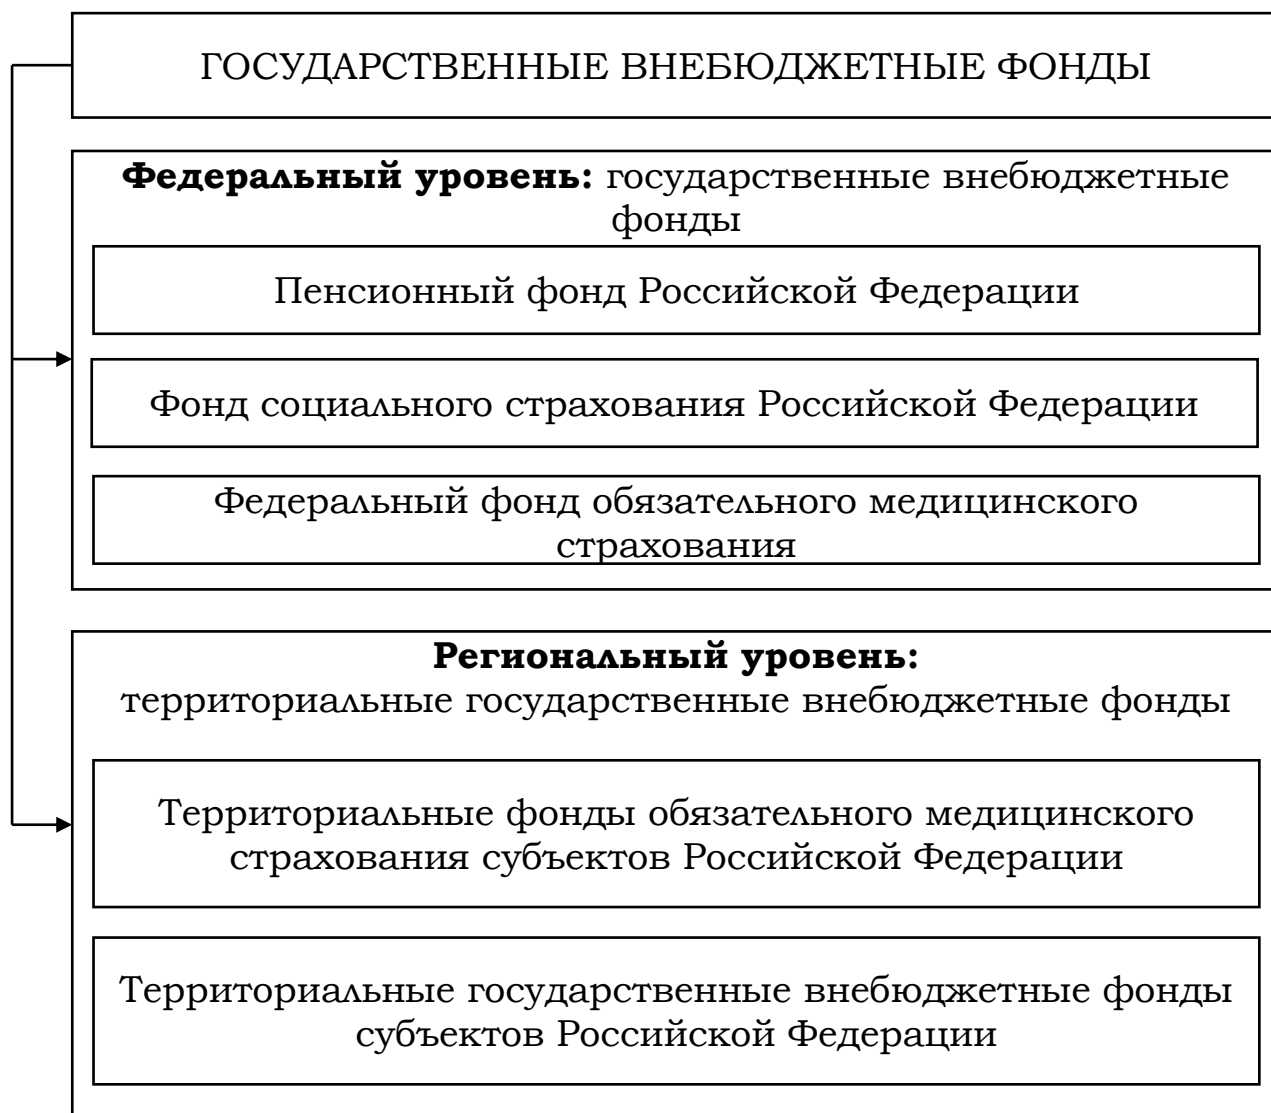 ГОСУДАРСТВЕННЫЕ ВНЕБЮДЖЕТНЫЕ ФОНДЫ
Федеральный уровень: государственные внебюджетные
фонды
Пенсионный фонд Российской Федерации
Фонд социального страхования Российской Федерации
Федеральный фонд обязательного медицинского
страхования
Региональный уровень:
территориальные государственные внебюджетные фонды
Территориальные фонды обязательного медицинского
страхования субъектов Российской Федерации
Территориальные государственные внебюджетные фонды
субъектов Российской Федерации